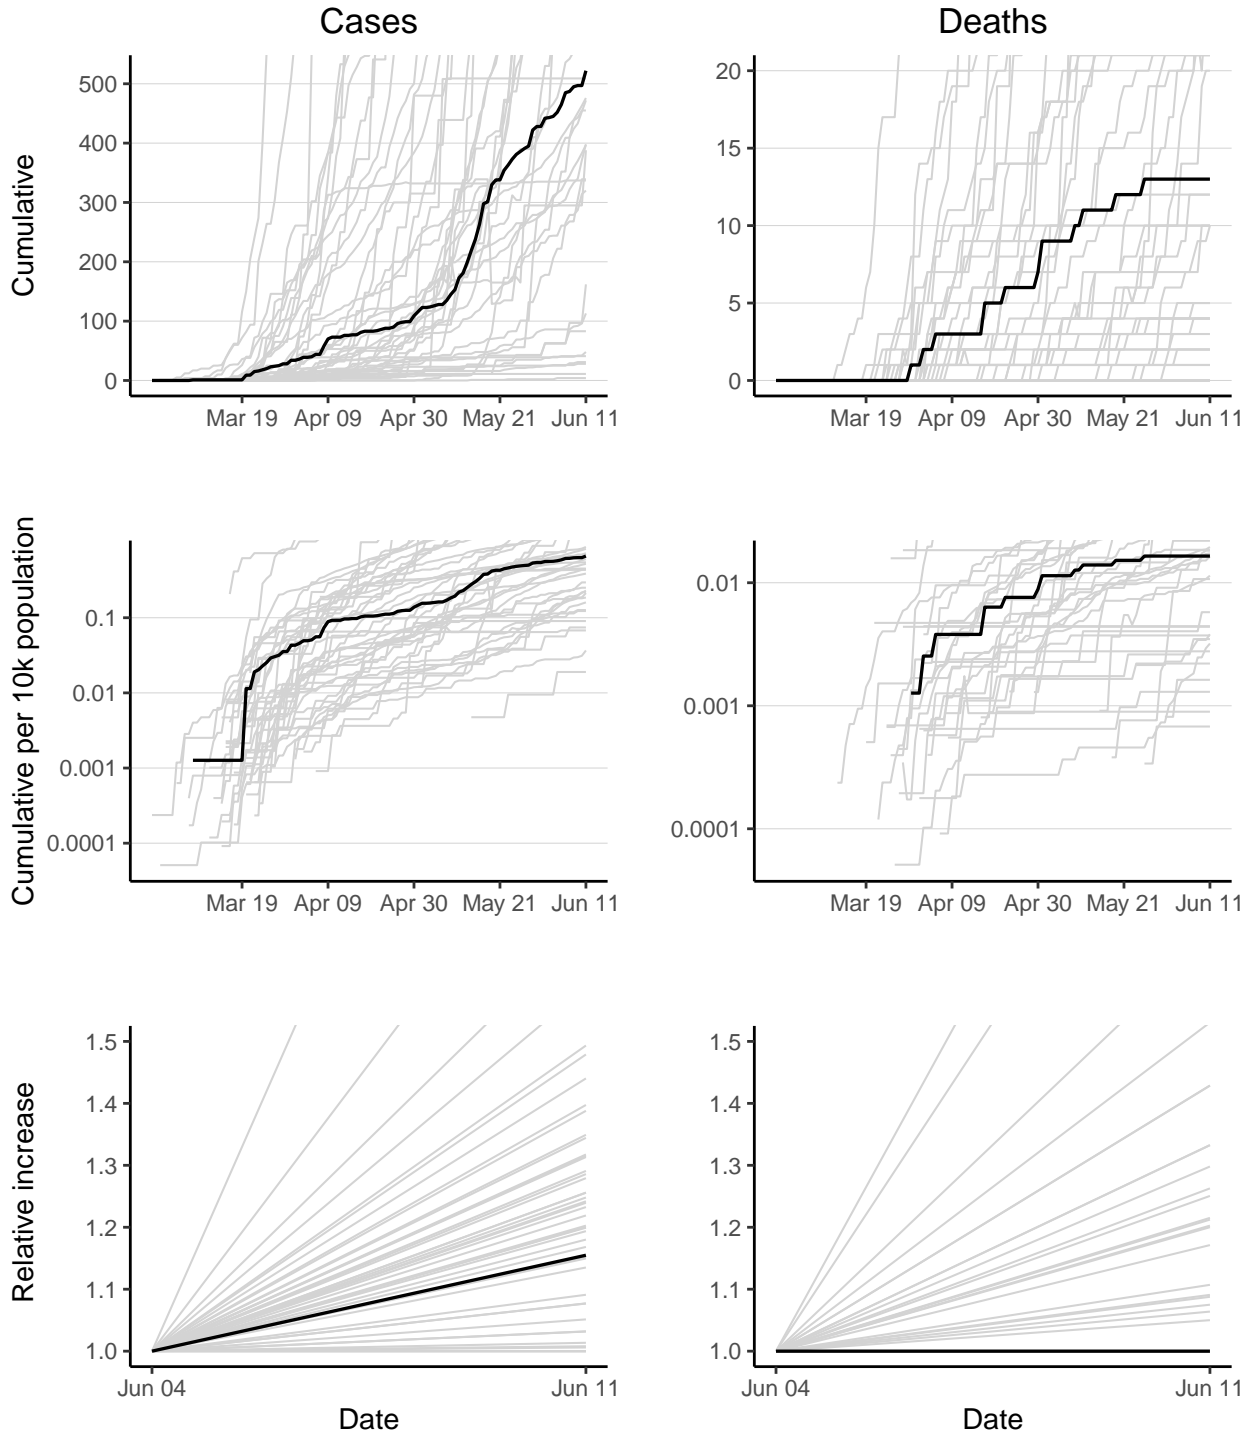 Cases
Deaths
Cumulative
500
400
300
200
100
0
Mar 19 Apr 09 Apr 30 May 21 Jun 11
20
15
10
5
0
Mar 19 Apr 09 Apr 30 May 21 Jun 11
Cumulative per 10k population
0.1
0.01
0.001
0.0001
Mar 19 Apr 09 Apr 30 May 21 Jun 11
0.01
0.001
0.0001
Mar 19 Apr 09 Apr 30 May 21 Jun 11
Relative increase
1.5
1.4
1.3
1.2
1.1
1.0
Jun 04 Jun 11
Date
1.5
1.4
1.3
1.2
1.1
1.0
Jun 04 Jun 11
Date